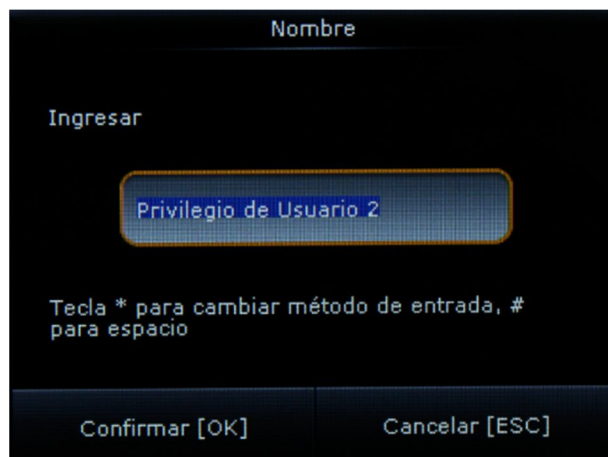 Nombre
Ingresar
Privilegio de Usuario 2
Tecla * para cambiar método de entrada, #
para espacio
Confirmar [OK]
Cancelar [ESC]